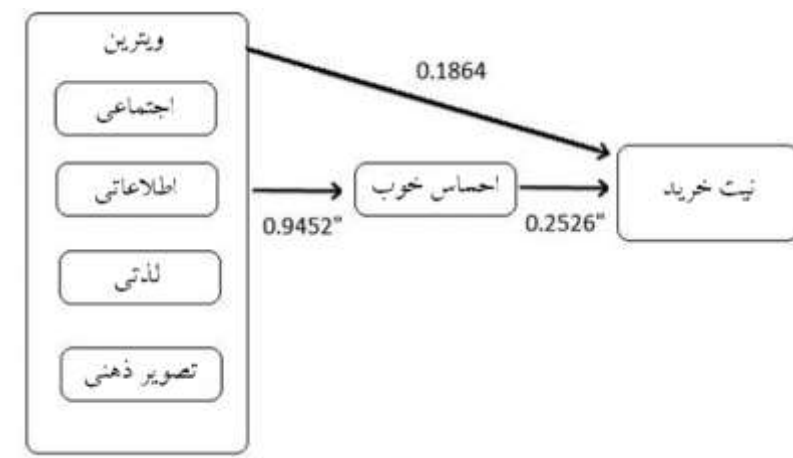 ویترین
اجتماعی
اطلاعاتی
لذتی
تصویر ذهنی
0.1864
0.9452"
احساس خوب
0.2526"
نیت خرید